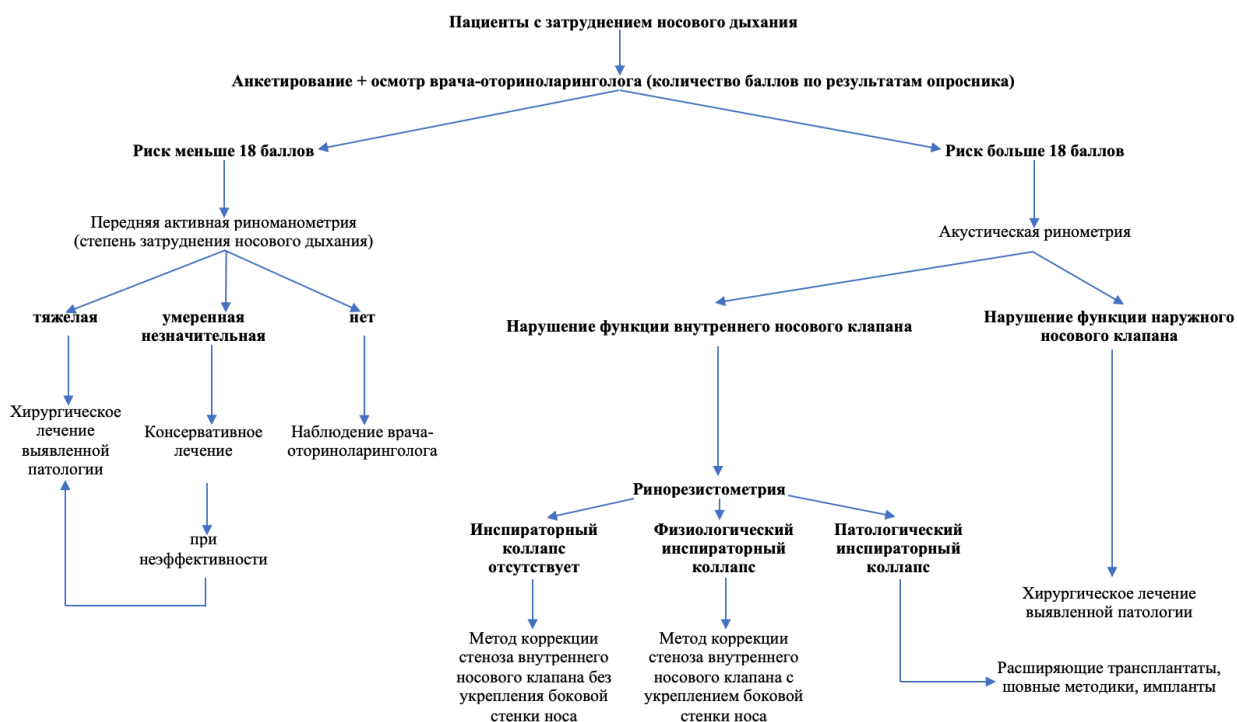 Пациенты с затруднением носового дыхания
Анкетирование + осмотр врача-оториноларинголога (количество баллов по результатам опросника)
Риск меньше 18 баллов
Риск больше 18 баллов
Передняя активная риноманометрия
(степень затруднения носового дыхания)
Акустическая ринометрия
тяжелая
умеренная
незначительная
нет
Нарушение функции внутреннего носового клапана
Нарушение функции наружного
носового клапана
Хирургическое
лечение
выявленной
патологии
Консервативное
лечение
Наблюдение врача-
оториноларинголога
при
неэффективности
Ринорезистометрия
Инспираторный
коллапс
отсутствует
Физиологический
инспираторный
коллапс
Патологический
инспираторный
коллапс
Хирургическое лечение
выявленной патологии
Метод коррекции
стеноза внутреннего
носового клапана без
укрепления боковой
стенки носа
Метод коррекции
стеноза внутреннего
носового клапана с
укреплением боковой
стенки носа
Расширяющие трансплантаты,
шовные методики, импланты